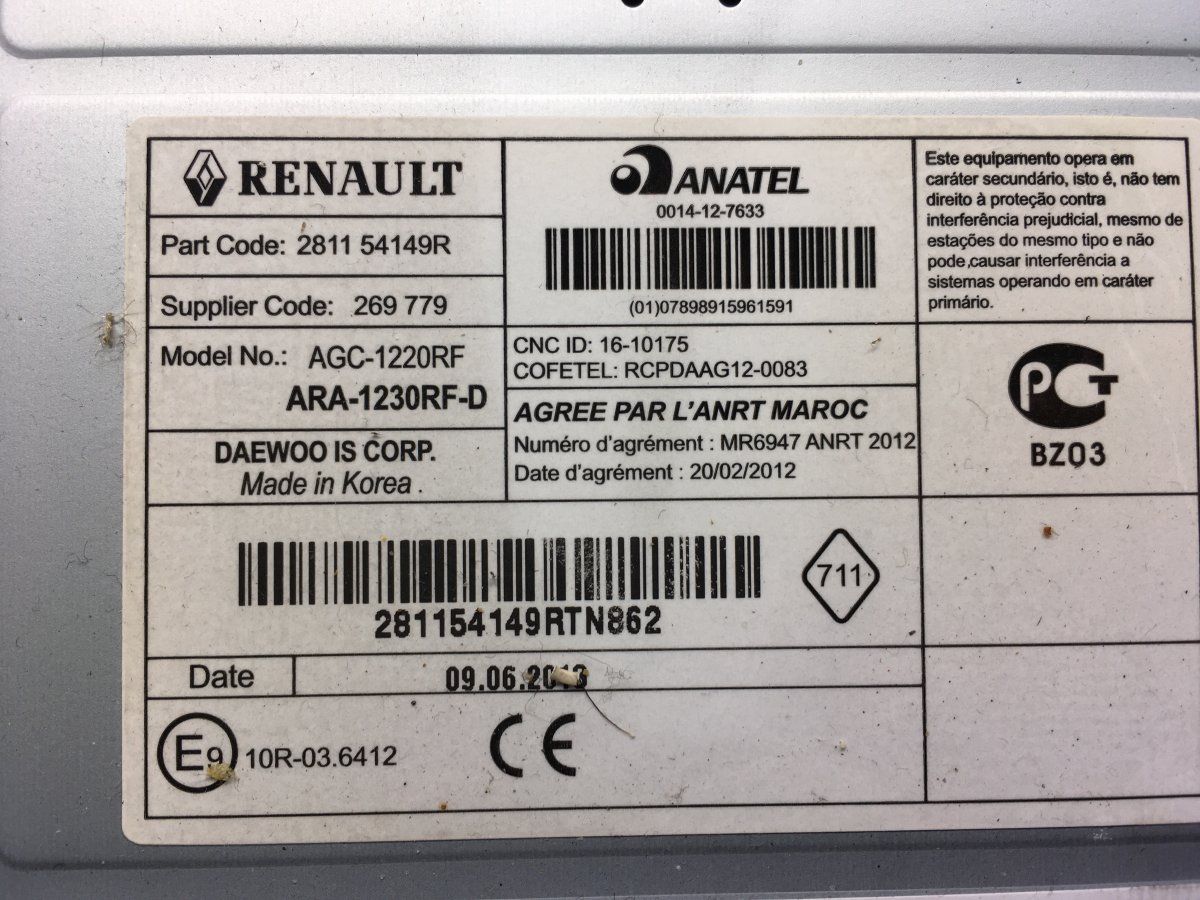 RENAULT
Part Code: 2811 54149R
Supplier Code: 269 779
Model No.: AGC-1220RF
ARA-1230RF-D
DAEWOO IS CORP.
Made in Korea .
ANATEL
0014-12-7633
(01)07898915961591
CNC ID: 16-10175
COFETEL: RCPDAAG12-0083
AGREE PAR L’ANRT MAROC
Numéro d’agrément : MR6947 ANRT 2012
Date d’agrément : 20/02/2012
Este equipamento opera em
caráter secundário, isto é, não tem
direito à proteção contra
interferência prejudicial, mesmo de
estações do mesmo tipo e não
pode,causar interferência a
sistemas operando em caráter
primário.
PCT
BZ03
281154149RTN862
711
Date 09.06.2013
E9 10R-03.6412
CE